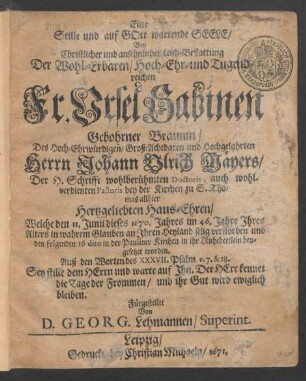 Eine
Stille und auf GOtt wartende SEELE/
Bey
Christlicher und ansehnlicher Leich-Bestattung
Der Wohl-Erbaren/ Hoch-Ehr- und Tugend-
reichen
Fr. Ursel Sabinen
Gebohrner Braunin/
Des Hoch-Ehrwürdigen/ Groß-Achtbaren und Hochgelahrten
Herrn Johann Ulrich Mayers/
Der H. Schrifft wohlberühmten Doctoris, auch wohl-
verdienten Pastoris bey der Kirchen zu S. Tho-
mas allhier
Hertzgeliebten Haus-Ehren/
Welche den 11. Junii dieses 1670. Jahres im 46. Jahre Ihres
Alters in wahrem Glauben an Ihren Heyland selig verstorben und
den folgenden 16 dito in der Pauliner Kirchen in ihr Ruhebetlein bey-
gesetzt worden.
Auß den Worten des XXXVII. Psalm v. 7. & 18.
Sey stille dem HErrn und warte auf Ihn. Der HErr kennet
die Tage der Frommen/ und ihr Gut wird ewiglich
bleiben.
Fürgestellet
Von
D. GEORG. Lehmannen/ Superint.
Leipzig/
Gedruckt bey Christian Michaeln/ 1671.